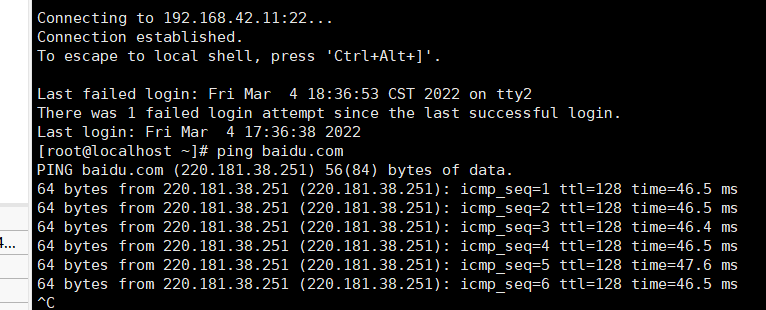 Connecting to 192.168.42.11:22...
Connection established.
To escape to local shell, press 'Ctrl+Alt+]'.
Last failed login: Fri Mar  4 18:36:53 CST 2022 on tty2
There was 1 failed login attempt since the last successful login.
Last login: Fri Mar  4 17:36:38 2022
[root@localhost ~]# ping baidu.com
PING baidu.com (220.181.38.251) 56(84) bytes of data.
64 bytes from 220.181.38.251 (220.181.38.251): icmp_seq=1 ttl=128 time=46.5 ms
64 bytes from 220.181.38.251 (220.181.38.251): icmp_seq=2 ttl=128 time=46.5 ms
64 bytes from 220.181.38.251 (220.181.38.251): icmp_seq=3 ttl=128 time=46.4 ms
64 bytes from 220.181.38.251 (220.181.38.251): icmp_seq=4 ttl=128 time=46.5 ms
64 bytes from 220.181.38.251 (220.181.38.251): icmp_seq=5 ttl=128 time=47.6 ms
64 bytes from 220.181.38.251 (220.181.38.251): icmp_seq=6 ttl=128 time=46.5 ms
^C